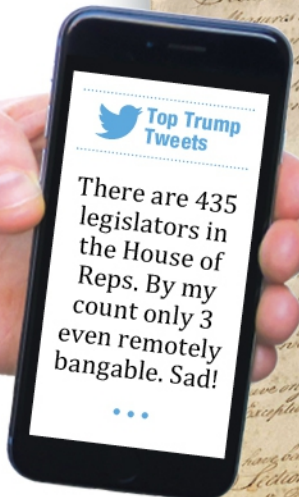 Top Trump
Tweets
There are 435
legislators in
the House of
Reps. By my
count only 3
even remotely
bangable. Sad!